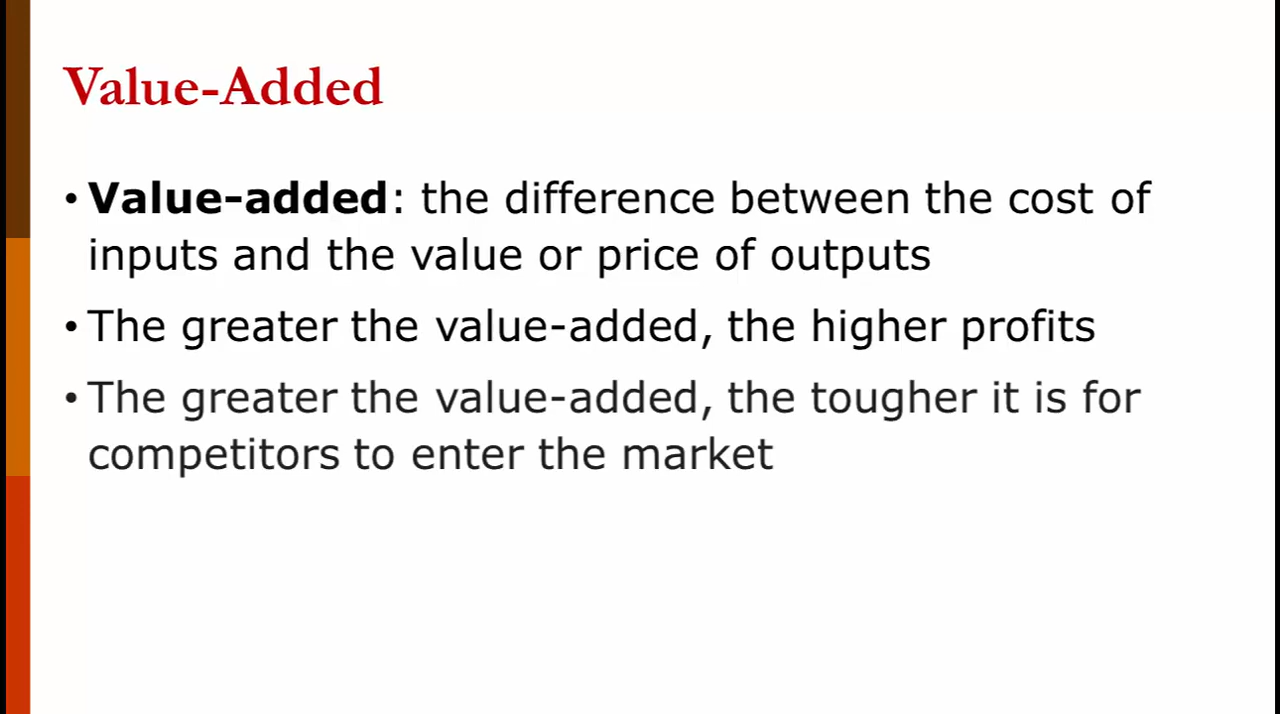 Value-Added
• Value-added: the difference between the cost of
inputs and the value or price of outputs
• The greater the value-added, the higher profits
• The greater the value-added, the tougher it is for
competitors to enter the market